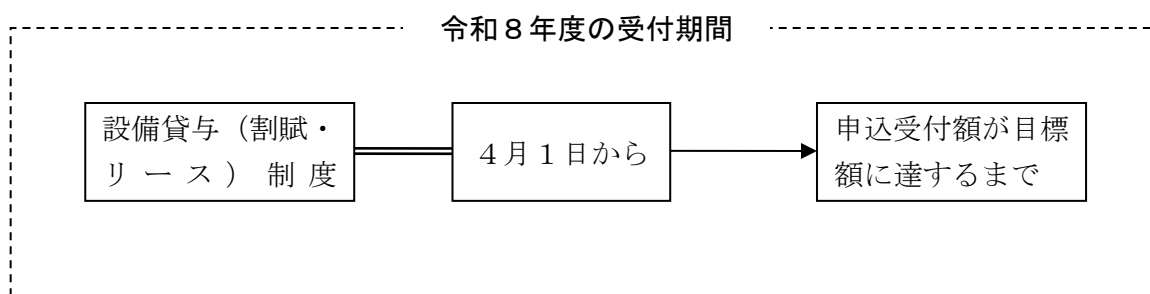 令和８年度の受付期間
設備貸与（割賦・
リース）制度
４月１日から
申込受付額が目標
額に達するまで